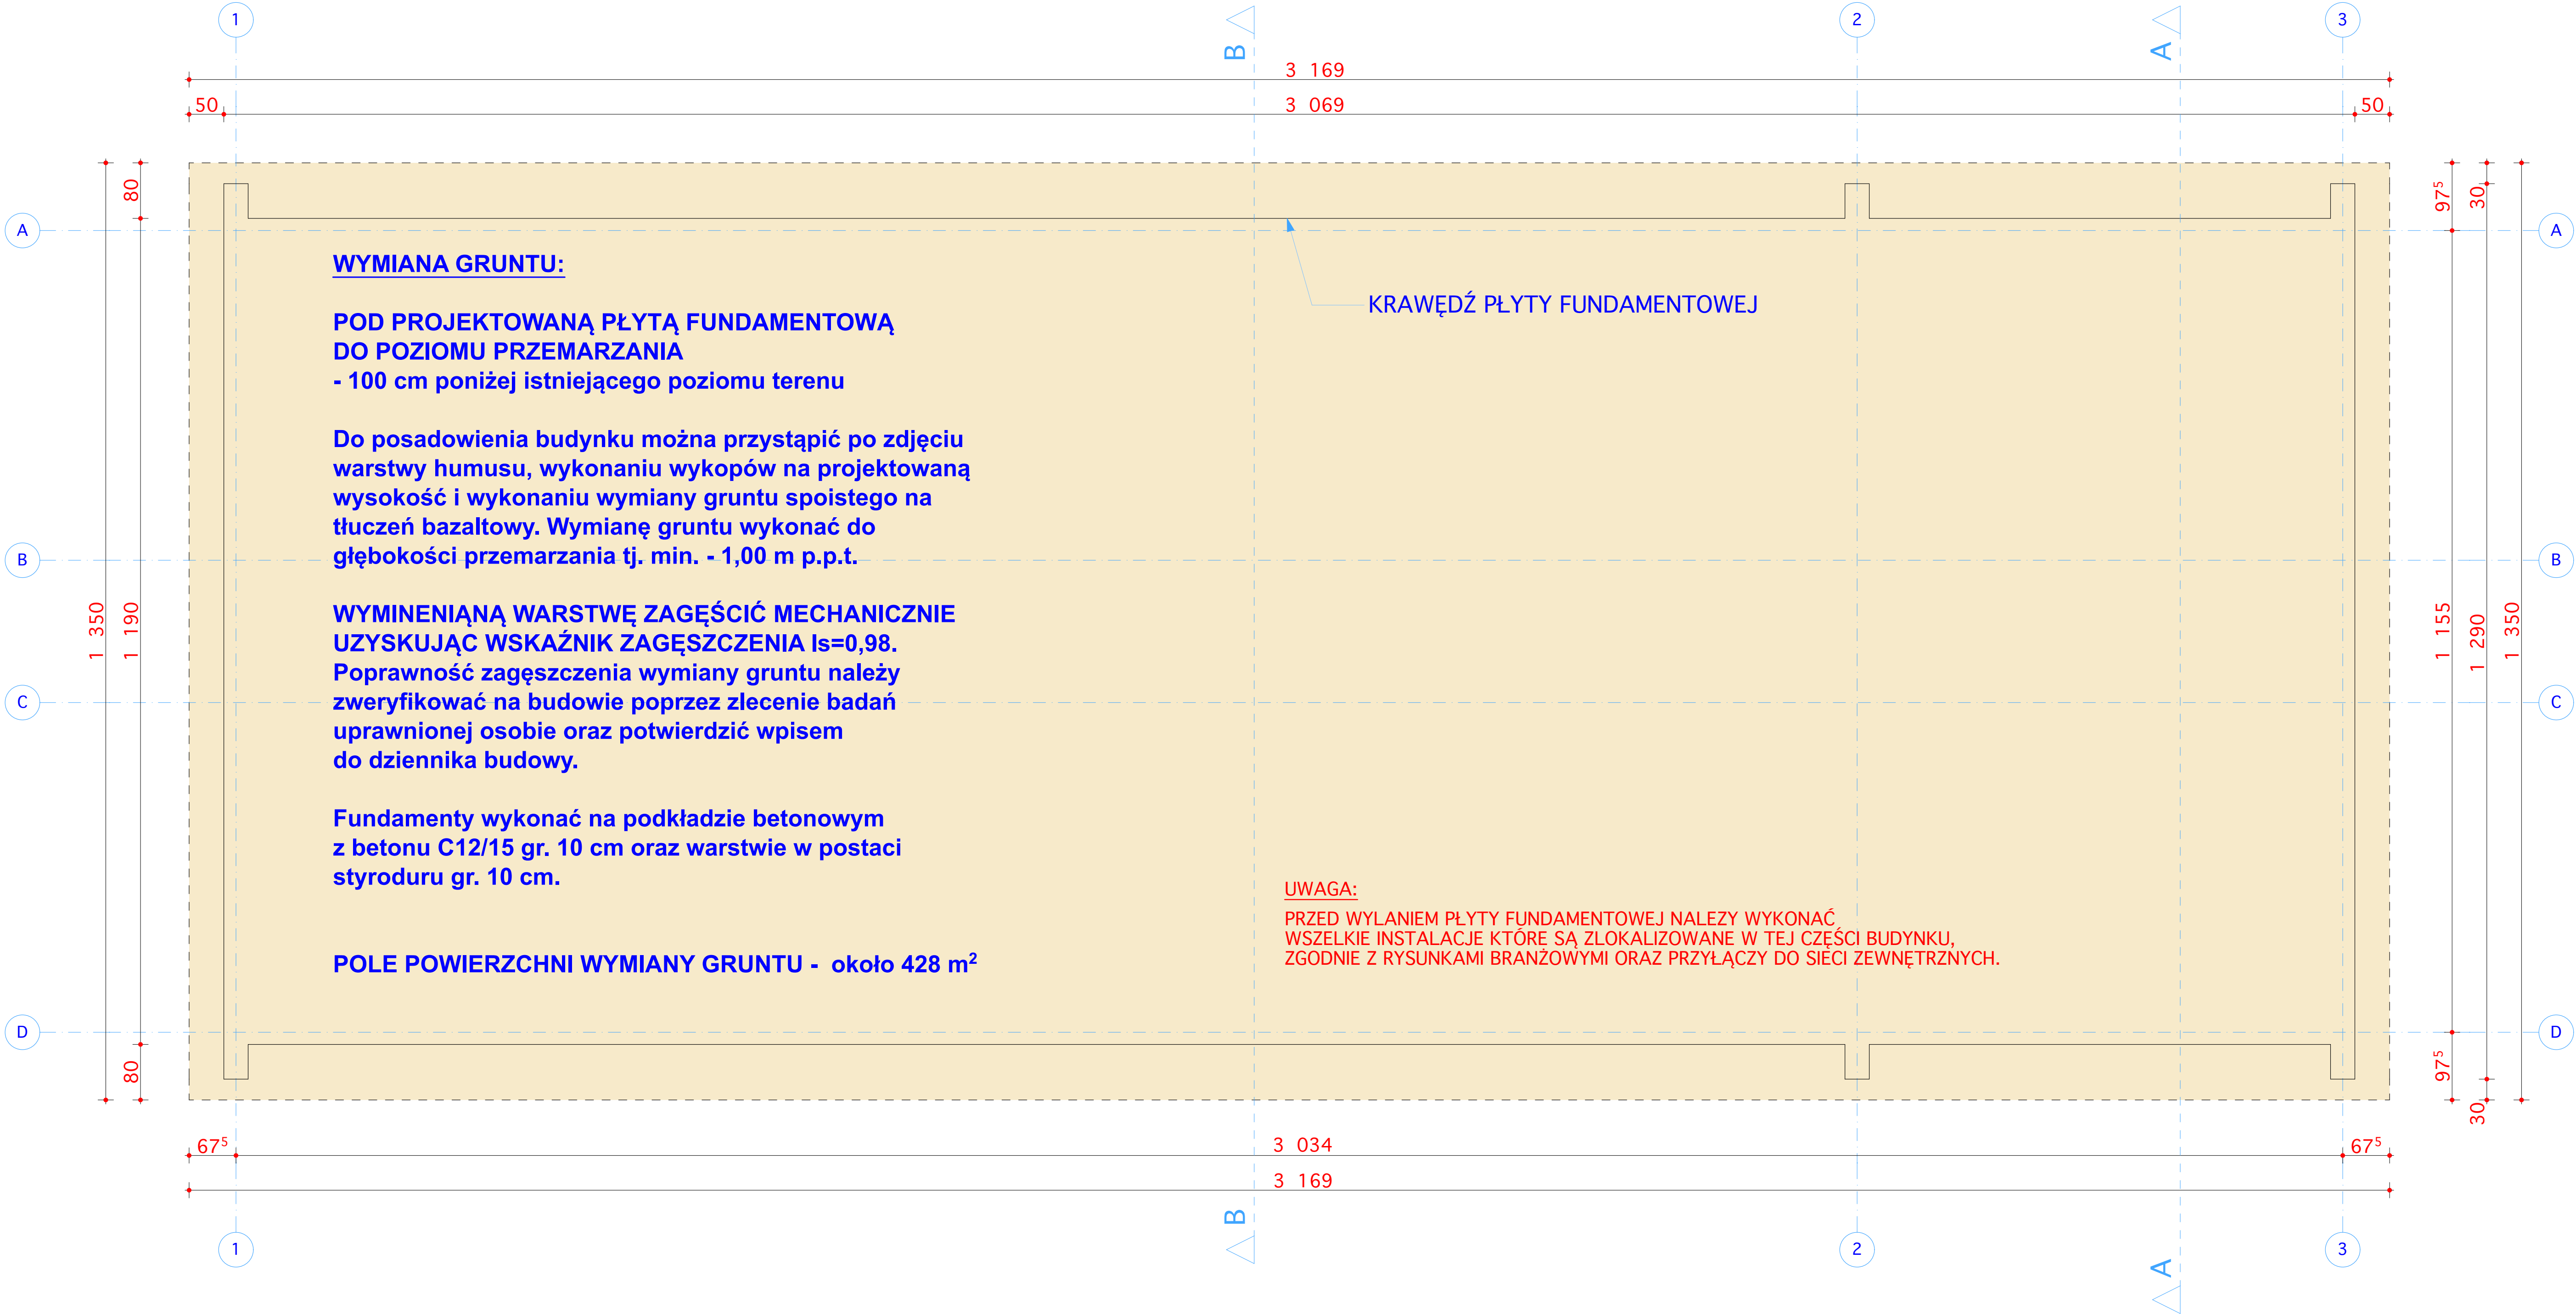 1
B
2
A
3
3 169
50
3 069
50
80
97⁵
30
A
A
WYMIANA GRUNTU:
KRAWĘDŹ PŁYTY FUNDAMENTOWEJ
POD PROJEKTOWANĄ PŁYTĄ FUNDAMENTOWĄ
DO POZIOMU PRZEMARZANIA
- 100 cm poniżej istniejącego poziomu terenu
Do posadowienia budynku można przystąpić po zdjęciu
warstwy humusu, wykonaniu wykopów na projektowaną
wysokość i wykonaniu wymiany gruntu spoistego na
tłuczeń bazaltowy. Wymianę gruntu wykonać do
głębokości przemarzania tj. min. - 1,00 m p.p.t.
B
B
1 350
1 190
1 155
1 290
1 350
WYMINENIĄNĄ WARSTWĘ ZAGĘŚCIĆ MECHANICZNIE
UZYSKUJĄC WSKAŹNIK ZAGĘSZCZENIA Is=0,98.
Poprawność zagęszczenia wymiany gruntu należy
zweryfikować na budowie poprzez zlecenie badań
uprawnionej osobie oraz potwierdzić wpisem
do dziennika budowy.
C
C
Fundamenty wykonać na podkładzie betonowym
z betonu C12/15 gr. 10 cm oraz warstwie w postaci
styroduru gr. 10 cm.
POLE POWIERZCHNI WYMIANY GRUNTU - około 428 m²
UWAGA:
PRZED WYLANIEM PŁYTY FUNDAMENTOWEJ NALEZY WYKONAĆ
WSZELKIE INSTALACJE KTÓRE SĄ ZLOKALIZOWANE W TEJ CZĘŚCI BUDYNKU,
ZGODNIE Z RYSUNKAMI BRANŻOWYMI ORAZ PRZYŁĄCZY DO SIECI ZEWNĘTRZNYCH.
D
D
80
97⁵
30
67⁵
3 034
67⁵
3 169
B
1
2
3
A